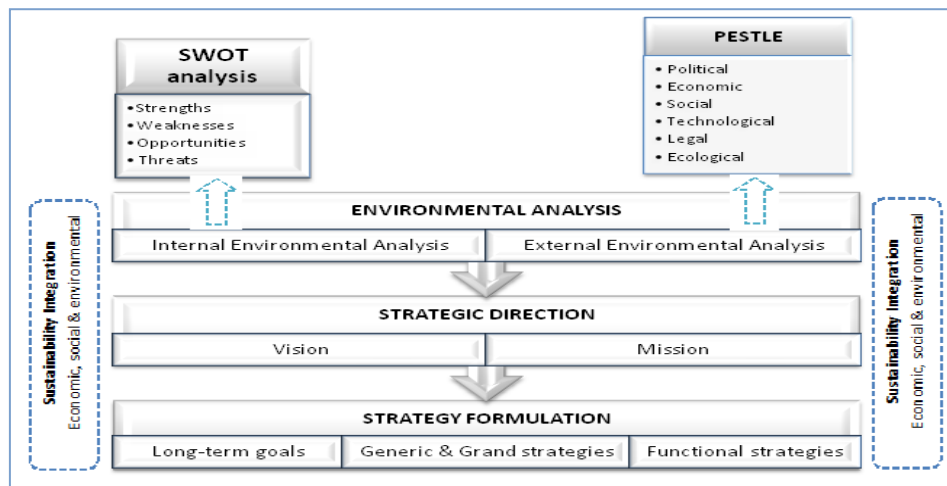 SWOT
analysis
•Strengths
•Weaknesses
•Opportunities
•Threats
PESTLE
• Political
• Economic
• Social
• Technological
• Legal
• Ecological
Sustainability Integration
Economic, social & environmental
ENVIRONMENTAL ANALYSIS
Internal Environmental Analysis
External Environmental Analysis
STRATEGIC DIRECTION
Vision
Mission
STRATEGY FORMULATION
Long-term goals
Generic & Grand strategies
Functional strategies
Sustainability Integration
Economic, social & environmental